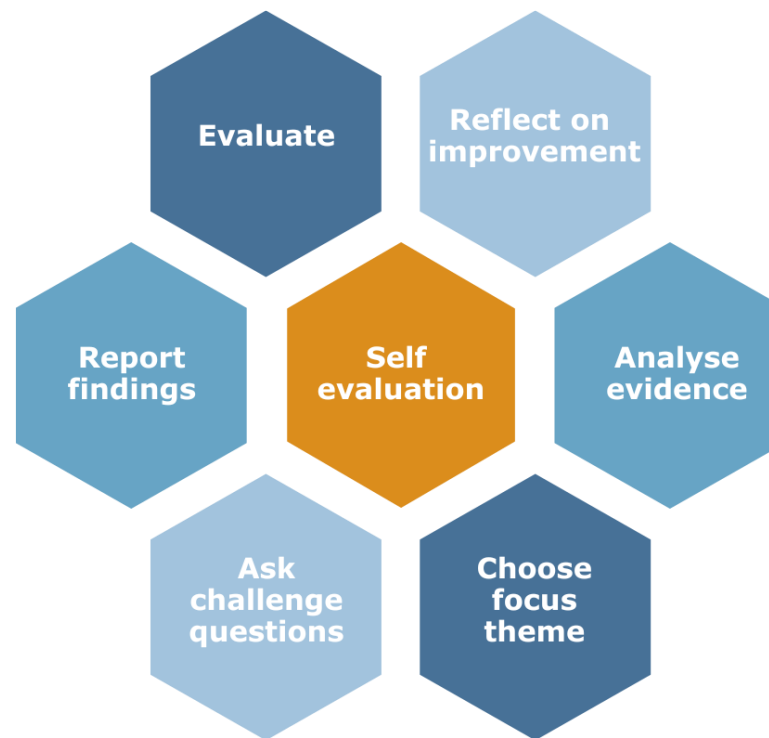 Evaluate
Reflect on
improvement
Report
findings
Self
evaluation
Analyse
evidence
Ask
challenge
questions
Choose
focus
theme